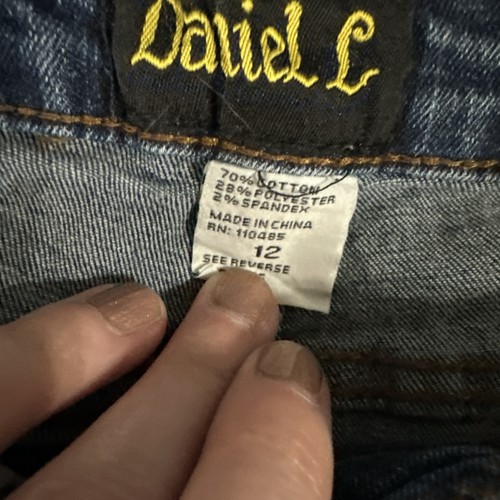 Daniel L
70% COTTON
28% POLYESTER
2% SPANDEX
MADE IN CHINA
RN: 110485
12
SEE REVERSE